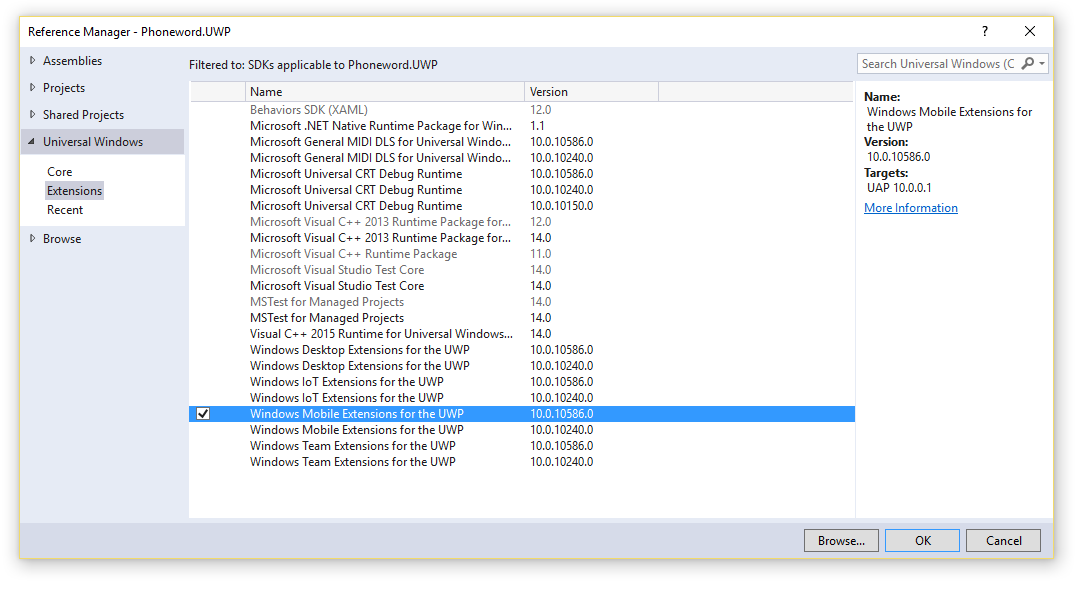 Reference Manager - Phoneword.UWP ?
Assemblies
Projects
Shared Projects
Universal Windows
Core
Extensions
Recent
Browse
Filtered to: SDKs applicable to Phoneword.UWP
Search Universal Windows (C
Name Version
Behaviors SDK (XAML) 12.0
Microsoft .NET Native Runtime Package for Win... 1.1
Microsoft General MIDI DLS for Universal Windo... 10.0.10586.0
Microsoft General MIDI DLS for Universal Windo... 10.0.10240.0
Microsoft Universal CRT Debug Runtime 10.0.10586.0
Microsoft Universal CRT Debug Runtime 10.0.10240.0
Microsoft Universal CRT Debug Runtime 10.0.10150.0
Microsoft Visual C++ 2013 Runtime Package for... 12.0
Microsoft Visual C++ 2013 Runtime Package for... 14.0
Microsoft Visual C++ Runtime Package 11.0
Microsoft Visual Studio Test Core 14.0
Microsoft Visual Studio Test Core 14.0
MSTest for Managed Projects 14.0
MSTest for Managed Projects 14.0
Visual C++ 2015 Runtime for Universal Windows... 14.0
Windows Desktop Extensions for the UWP 10.0.10586.0
Windows Desktop Extensions for the UWP 10.0.10240.0
Windows IoT Extensions for the UWP 10.0.10586.0
Windows IoT Extensions for the UWP 10.0.10240.0
Windows Mobile Extensions for the UWP 10.0.10586.0
Windows Mobile Extensions for the UWP 10.0.10240.0
Windows Team Extensions for the UWP 10.0.10586.0
Windows Team Extensions for the UWP 10.0.10240.0
Name:
Windows Mobile Extensions for
the UWP
Version:
10.0.10586.0
Targets:
UAP 10.0.0.1
More Information
Browse... OK Cancel